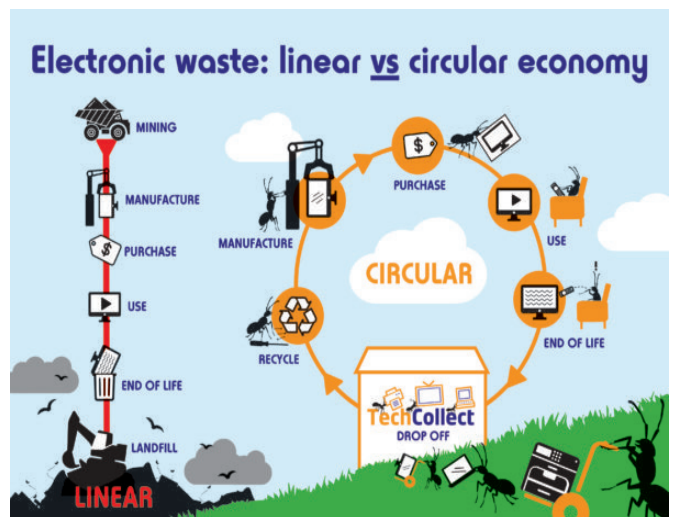 Electronic waste: linear vs circular economy
MINING
MANUFACTURE
PURCHASE
USE
END OF LIFE
LANDFILL
LINEAR
$
PURCHASE
USE
END OF LIFE
TechCollect
DROP OFF
RECYCLE
MANUFACTURE
CIRCULAR
$